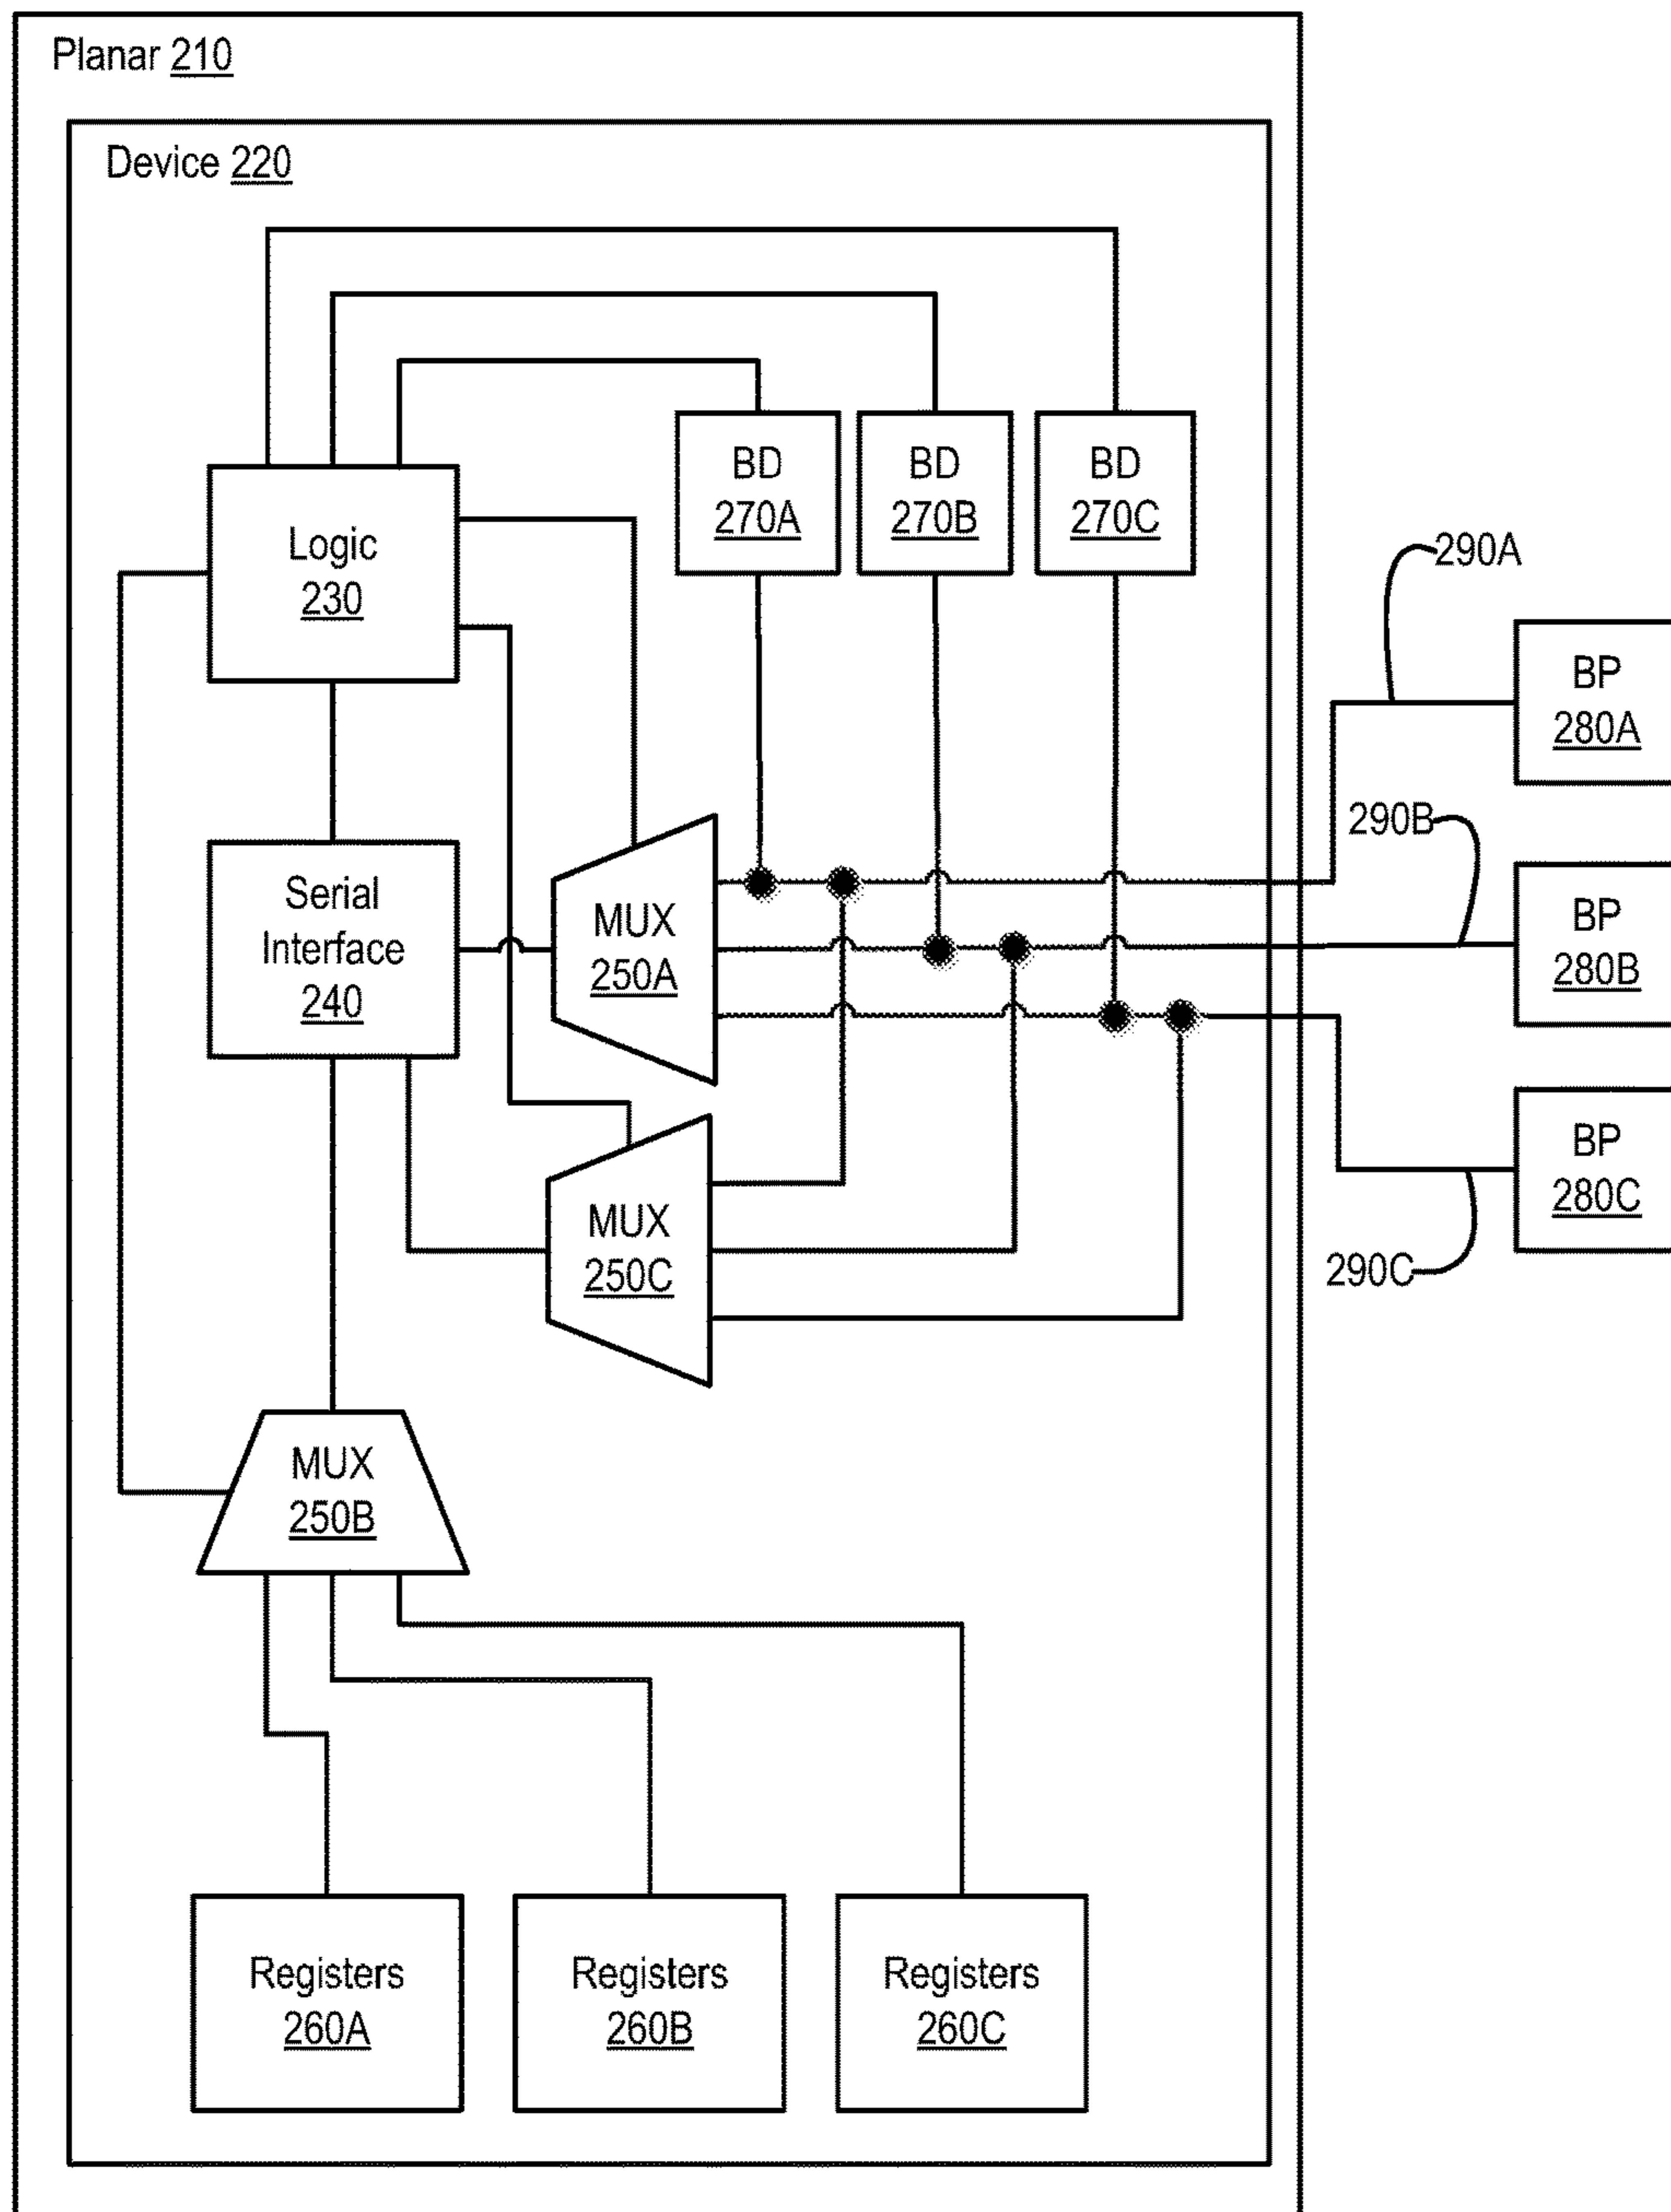 Planar 210
Device 220
BD
270A
BD
270B
BD
270C
Logic
230
290A
BP
280A
290B
Serial
Interface
240
MUX
250A
BP
280B
BP
280C
MUX
250C
290C
MUX
250B
Registers
260A
Registers
260B
Registers
260C